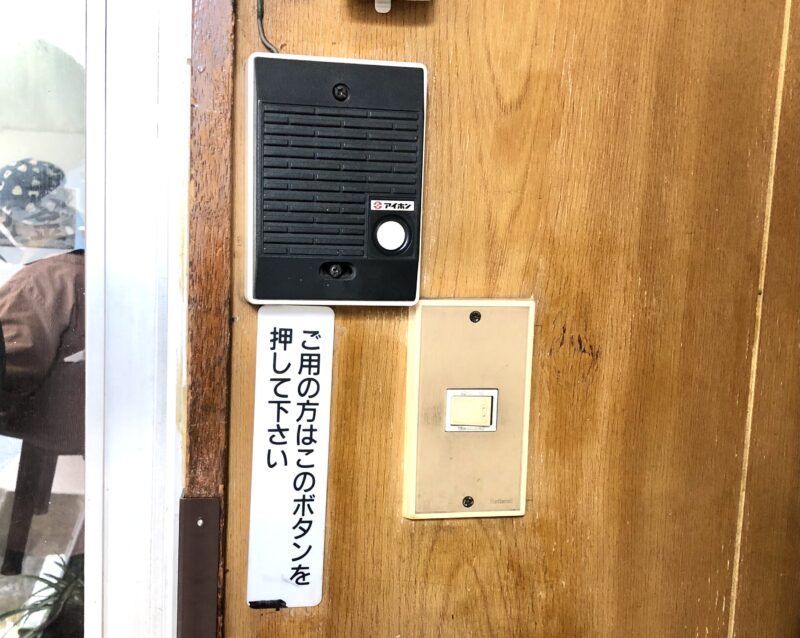 アイホン
ご用の方はこのボタンを
押して下さい
National